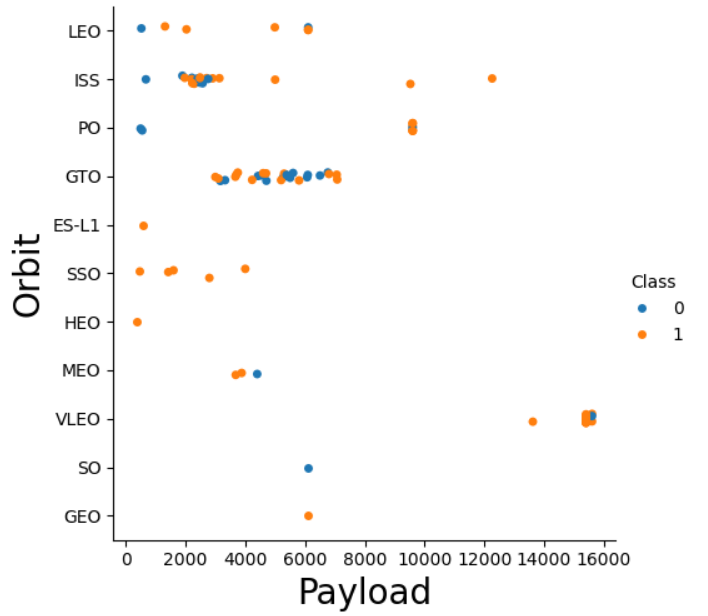 LEO
ISS
PO
GTO
ES-L1
SSO
HEO
MEO
VLEO
SO
GEO
Orbit
0 2000 4000 6000 8000 10000 12000 14000 16000
Payload
Class
0
1